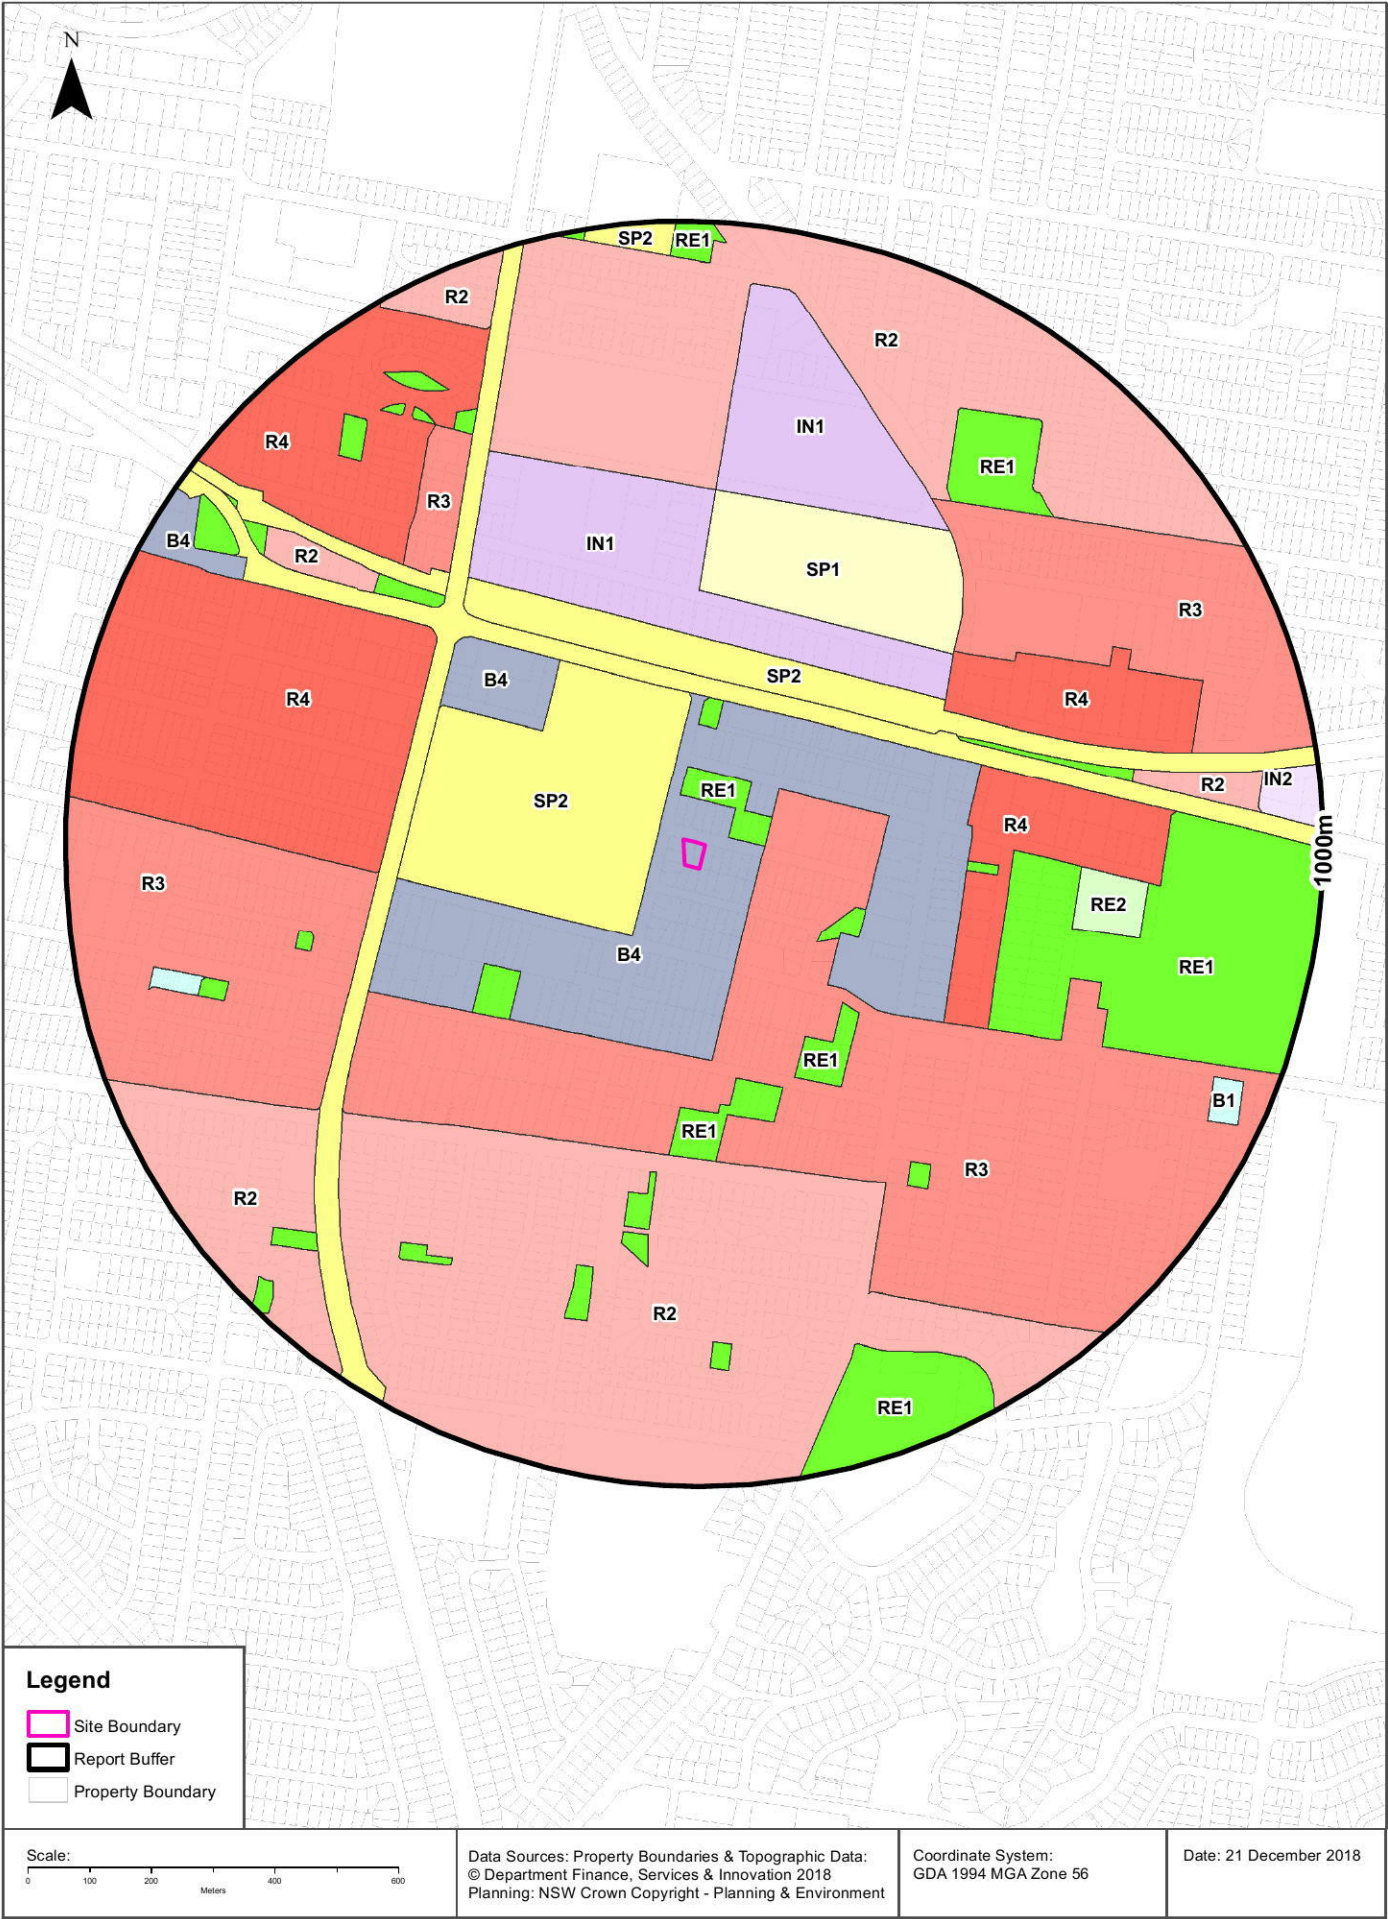 N
SP2
RE1
R2
R2
IN1
R4
RE1
R3
B4
IN1
R2
SP1
R3
SP2
B4
R4
R4
IN2
R2
RE1
SP2
R4
1000m
R3
RE2
B4
RE1
RE1
B1
RE1
R3
R2
R2
RE1
Legend
Site Boundary
Report Buffer
Property Boundary
Scale:
0 100 200 400 600
Meters
Data Sources: Property Boundaries & Topographic Data:
© Department Finance, Services & Innovation 2018
Planning: NSW Crown Copyright - Planning & Environment
Coordinate System:
GDA 1994 MGA Zone 56
Date: 21 December 2018